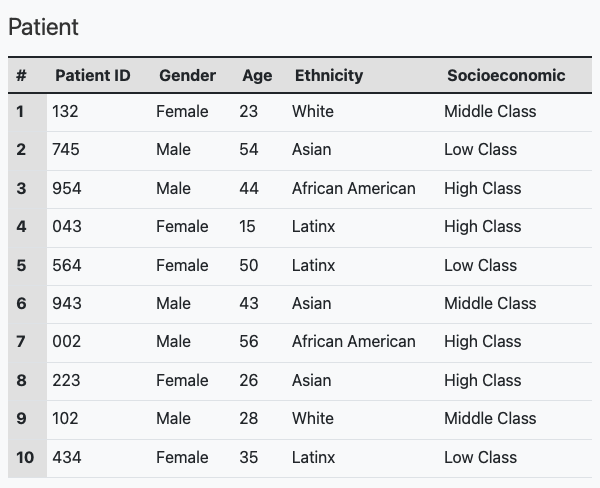 Patient
# Patient ID Gender Age Ethnicity Socioeconomic
1 132 Female 23 White Middle Class
2 745 Male 54 Asian Low Class
3 954 Male 44 African American High Class
4 043 Female 15 Latinx High Class
5 564 Female 50 Latinx Low Class
6 943 Male 43 Asian Middle Class
7 002 Male 56 African American High Class
8 223 Female 26 Asian High Class
9 102 Male 28 White Middle Class
10 434 Female 35 Latinx Low Class